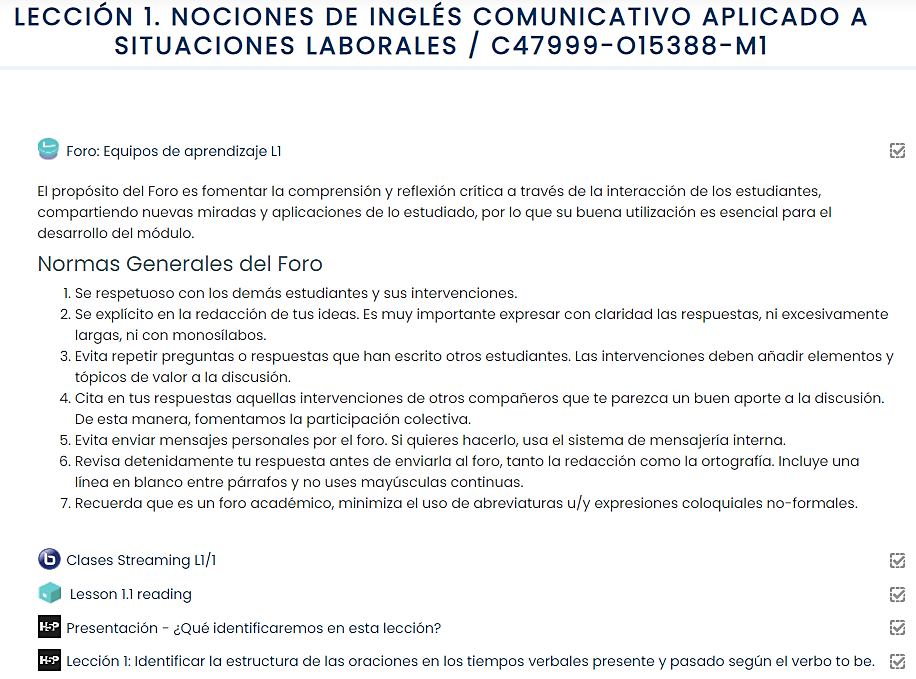 LECCIÓN 1. NOCIONES DE INGLÉS COMUNICATIVO APLICADO A
SITUACIONES LABORALES / C47999-O15388-M1
Foro: Equipos de aprendizaje L1
El propósito del Foro es fomentar la comprensión y reflexión crítica a través de la interacción de los estudiantes,
compartiendo nuevas miradas y aplicaciones de lo estudiado, por lo que su buena utilización es esencial para el
desarrollo del módulo.
Normas Generales del Foro
1. Se respetuoso con los demás estudiantes y sus intervenciones.
2. Se explícito en la redacción de tus ideas. Es muy importante expresar con claridad las respuestas, ni excesivamente
largas, ni con monosílabos.
3. Evita repetir preguntas o respuestas que han escrito otros estudiantes. Las intervenciones deben añadir elementos y
tópicos de valor a la discusión.
4. Cita en tus respuestas aquellas intervenciones de otros compañeros que te parezca un buen aporte a la discusión.
De esta manera, fomentamos la participación colectiva.
5. Evita enviar mensajes personales por el foro. Si quieres hacerlo, usa el sistema de mensajería interna.
6. Revisa detenidamente tu respuesta antes de enviarla al foro, tanto la redacción como la ortografía. Incluye una
línea en blanco entre párrafos y no uses mayúsculas continuas.
7. Recuerda que es un foro académico, minimiza el uso de abreviaturas u/y expresiones coloquiales no-formales.
b Clases Streaming L1/1
Lesson 1.1 reading
H5P Presentación - ¿Qué identificaremos en esta lección?
H5P Lección 1: Identificar la estructura de las oraciones en los tiempos verbales presente y pasado según el verbo to be.